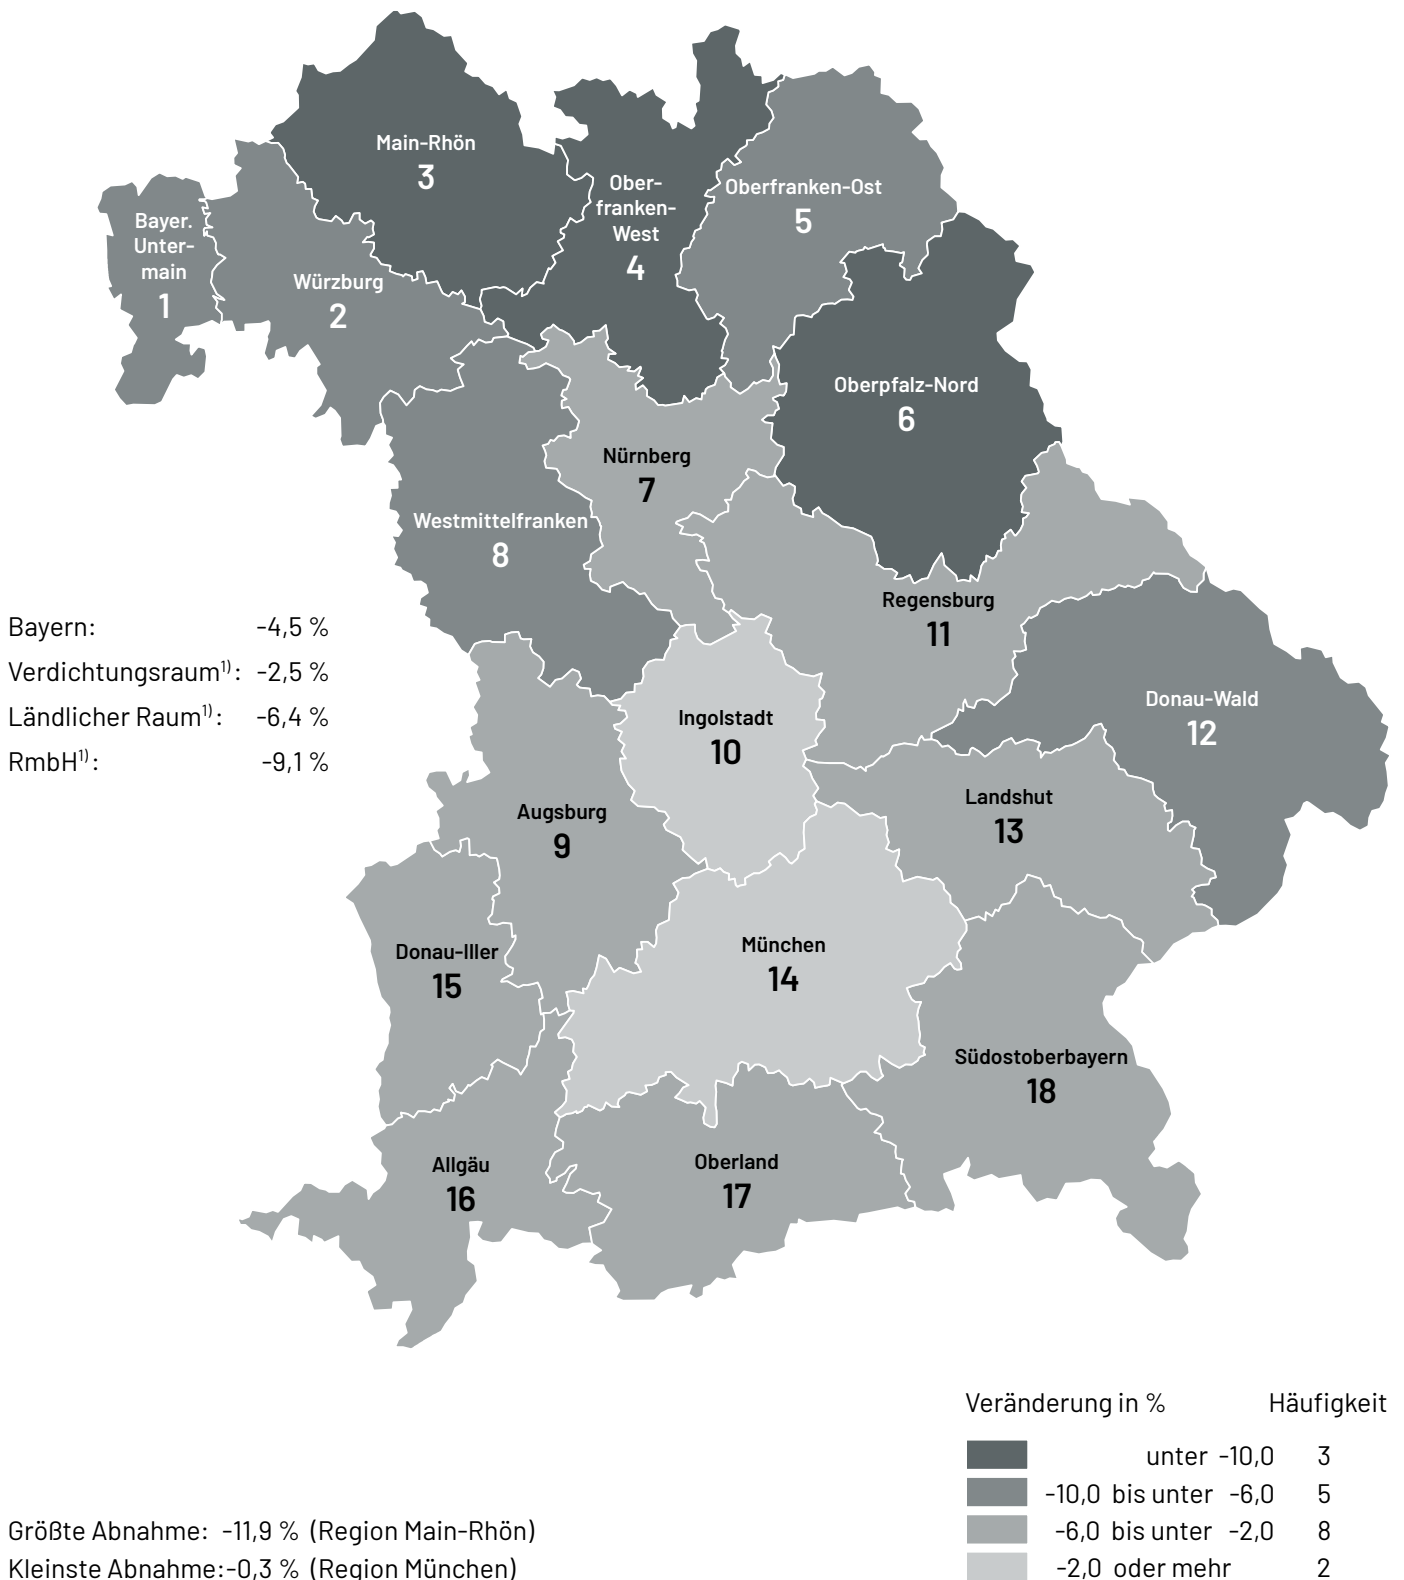 Main-Rhön
3
Ober-
franken-
West
4
Oberfranken-Ost
5
Bayer.
Unter-
main
1
Würzburg
2
Oberpfalz-Nord
6
Nürnberg
7
Westmittelfranken
8
Regensburg
11
Bayern: -4,5 %
Verdichtungsraum¹⁾: -2,5 %
Ländlicher Raum¹⁾: -6,4 %
RmbH¹⁾: -9,1 %
Donau-Wald
12
Ingolstadt
10
Landshut
13
Augsburg
9
München
14
Donau-Iller
15
Südostoberbayern
18
Allgäu
16
Oberland
17
Veränderung in % Häufigkeit
unter -10,0 3
-10,0 bis unter -6,0 5
-6,0 bis unter -2,0 8
-2,0 oder mehr 2
Größte Abnahme: -11,9 % (Region Main-Rhön)
Kleinste Abnahme:-0,3 % (Region München)